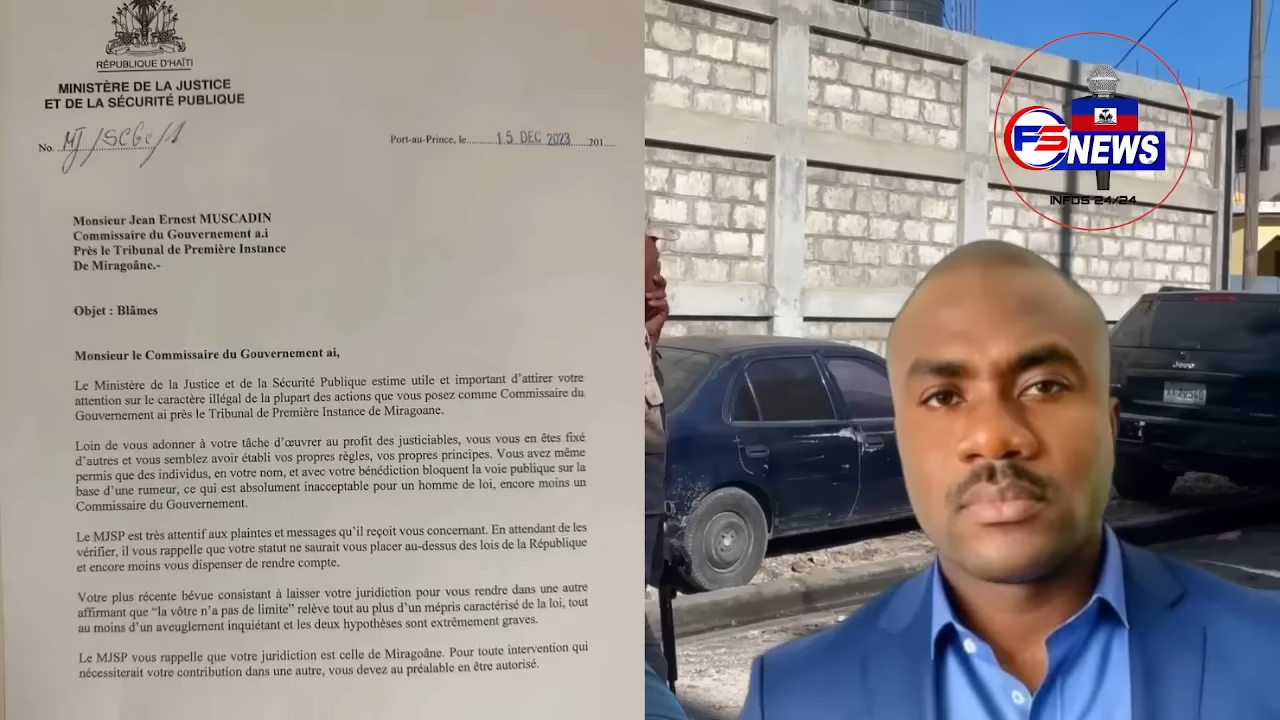 RÉPUBLIQUE D'HAÏTI
MINISTÈRE DE LA JUSTICE
ET DE LA SÉCURITÉ PUBLIQUE
No. MJ/SCGe/1
Port-au-Prince, le 15 DEC 2023 201
Monsieur Jean Ernest MUSCADIN
Commissaire du Gouvernement a.i
Près le Tribunal de Première Instance
De Miragoâne.-
Objet : Blâmes
Monsieur le Commissaire du Gouvernement ai,
Le Ministère de la Justice et de la Sécurité Publique estime utile et important d'attirer votre
attention sur le caractère illégal de la plupart des actions que vous posez comme Commissaire du
Gouvernement ai près le Tribunal de Première Instance de Miragoane.
Loin de vous adonner à votre tâche d'œuvrer au profit des justiciables, vous vous en êtes fixé
d'autres et vous semblez avoir établi vos propres règles, vos propres principes. Vous avez même
permis que des individus, en votre nom, et avec votre bénédiction bloquent la voie publique sur la
base d'une rumeur, ce qui est absolument inacceptable pour un homme de loi, encore moins un
Commissaire du Gouvernement.
Le MJSP est très attentif aux plaintes et messages qu'il reçoit vous concernant. En attendant de les
vérifier, il vous rappelle que votre statut ne saurait vous placer au-dessus des lois de la République
et encore moins vous dispenser de rendre compte.
Votre plus récente bévue consistant à laisser votre juridiction pour vous rendre dans une autre
affirmant que “la vôtre n'a pas de limite” relève tout au plus d'un mépris caractérisé de la loi, tout
au moins d'un aveuglement inquiétant et les deux hypothèses sont extrêmement graves.
Le MJSP vous rappelle que votre juridiction est celle de Miragoâne. Pour toute intervention qui
nécessiterait votre contribution dans une autre, vous devez au préalable en être autorisé.
FS NEWS
INFOS 24/24
Jeep